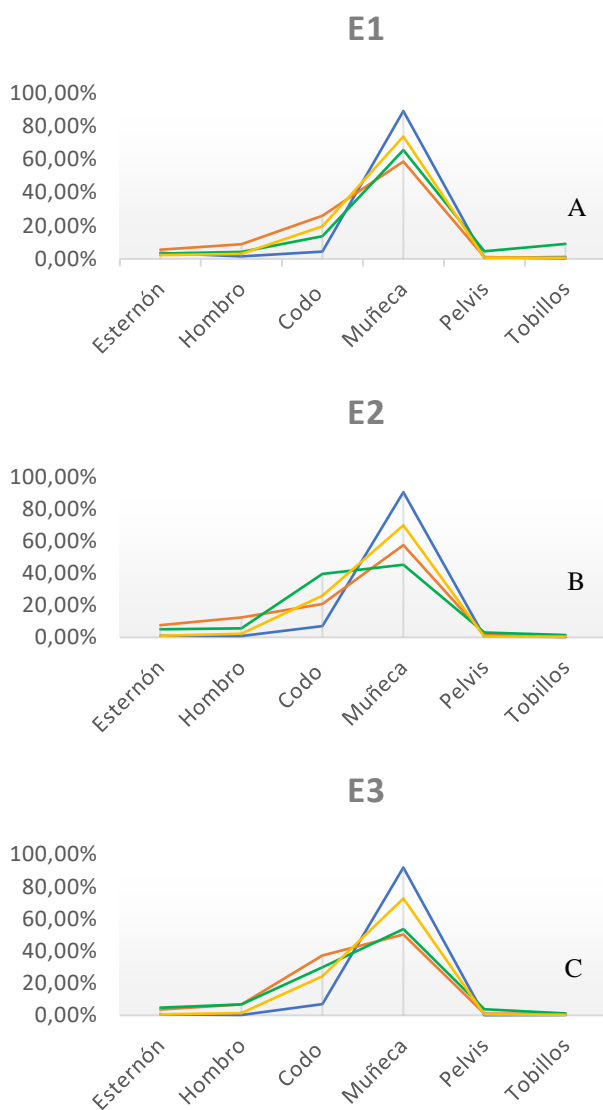 E1
100,00%
80,00%
60,00%
40,00%
20,00%
0,00%
A
Esternón
Hombro
Codo
Muñeca
Pelvis
Tobillos
E2
100,00%
80,00%
60,00%
40,00%
20,00%
0,00%
B
Esternón
Hombro
Codo
Muñeca
Pelvis
Tobillos
E3
100,00%
80,00%
60,00%
40,00%
20,00%
0,00%
C
Esternón
Hombro
Codo
Muñeca
Pelvis
Tobillos